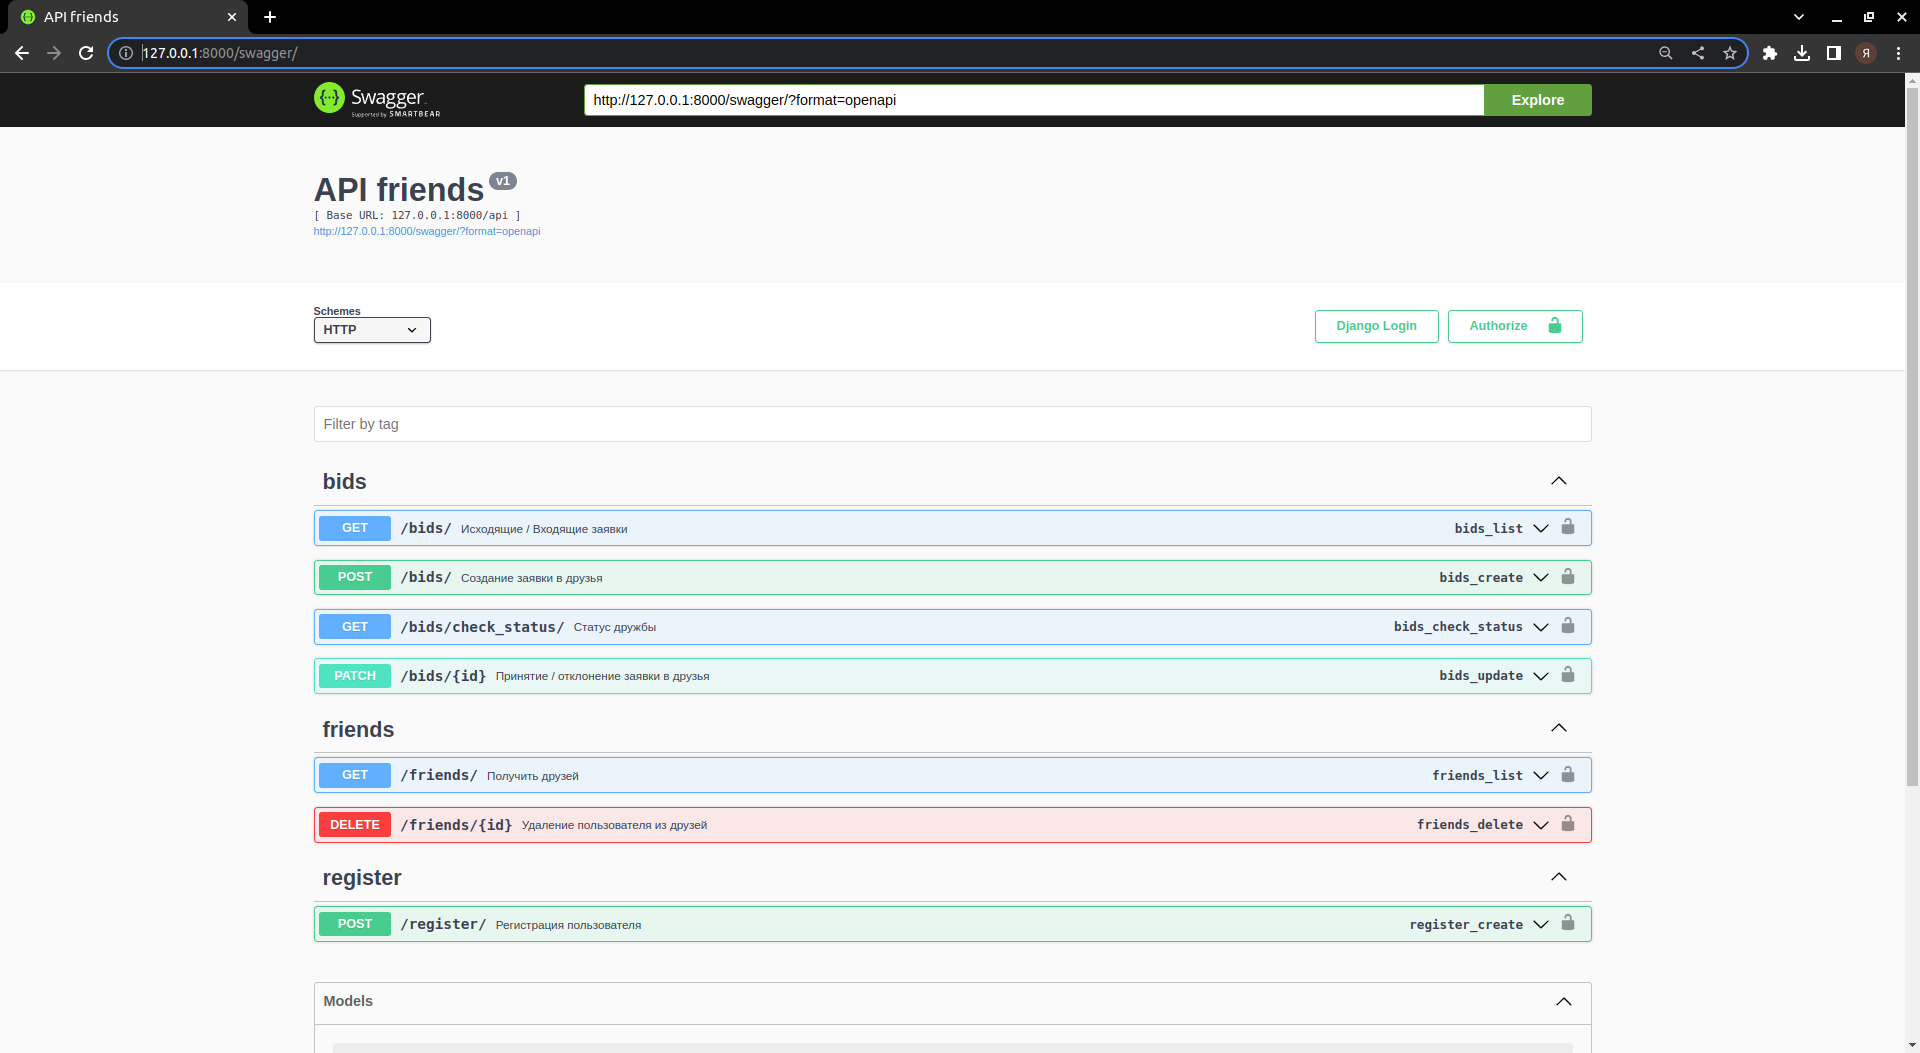 API friends
127.0.0.1:8000/swagger/
Я
Swagger
Supported by SMARTBEAR
http://127.0.0.1:8000/swagger/?format=openapi
Explore
API friends v1
[ Base URL: 127.0.0.1:8000/api ]
http://127.0.0.1:8000/swagger/?format=openapi
Schemes
HTTP
Django Login
Authorize
Filter by tag
bids
GET /bids/ Исходящие / Входящие заявки bids_list
POST /bids/ Создание заявки в друзья bids_create
GET /bids/check_status/ Статус дружбы bids_check_status
PATCH /bids/{id} Принятие / отклонение заявки в друзья bids_update
friends
GET /friends/ Получить друзей friends_list
DELETE /friends/{id} Удаление пользователя из друзей friends_delete
register
POST /register/ Регистрация пользователя register_create
Models